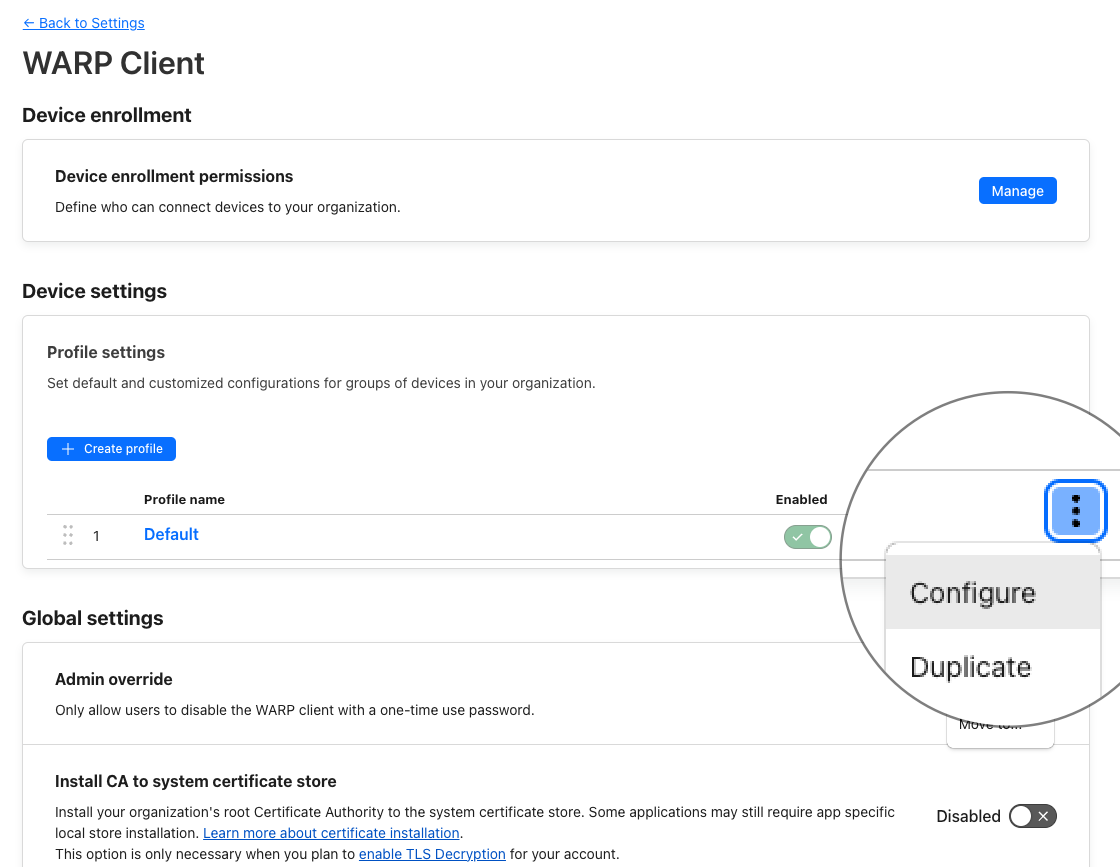 ← Back to Settings
WARP Client
Device enrollment
Device enrollment permissions
Define who can connect devices to your organization.
Manage
Device settings
Profile settings
Set default and customized configurations for groups of devices in your organization.
+ Create profile
Profile name
Enabled
1
Default
Configure
Duplicate
Move to...
Global settings
Admin override
Only allow users to disable the WARP client with a one-time use password.
Install CA to system certificate store
Install your organization's root Certificate Authority to the system certificate store. Some applications may still require app specific
local store installation. Learn more about certificate installation.
This option is only necessary when you plan to enable TLS Decryption for your account.
Disabled